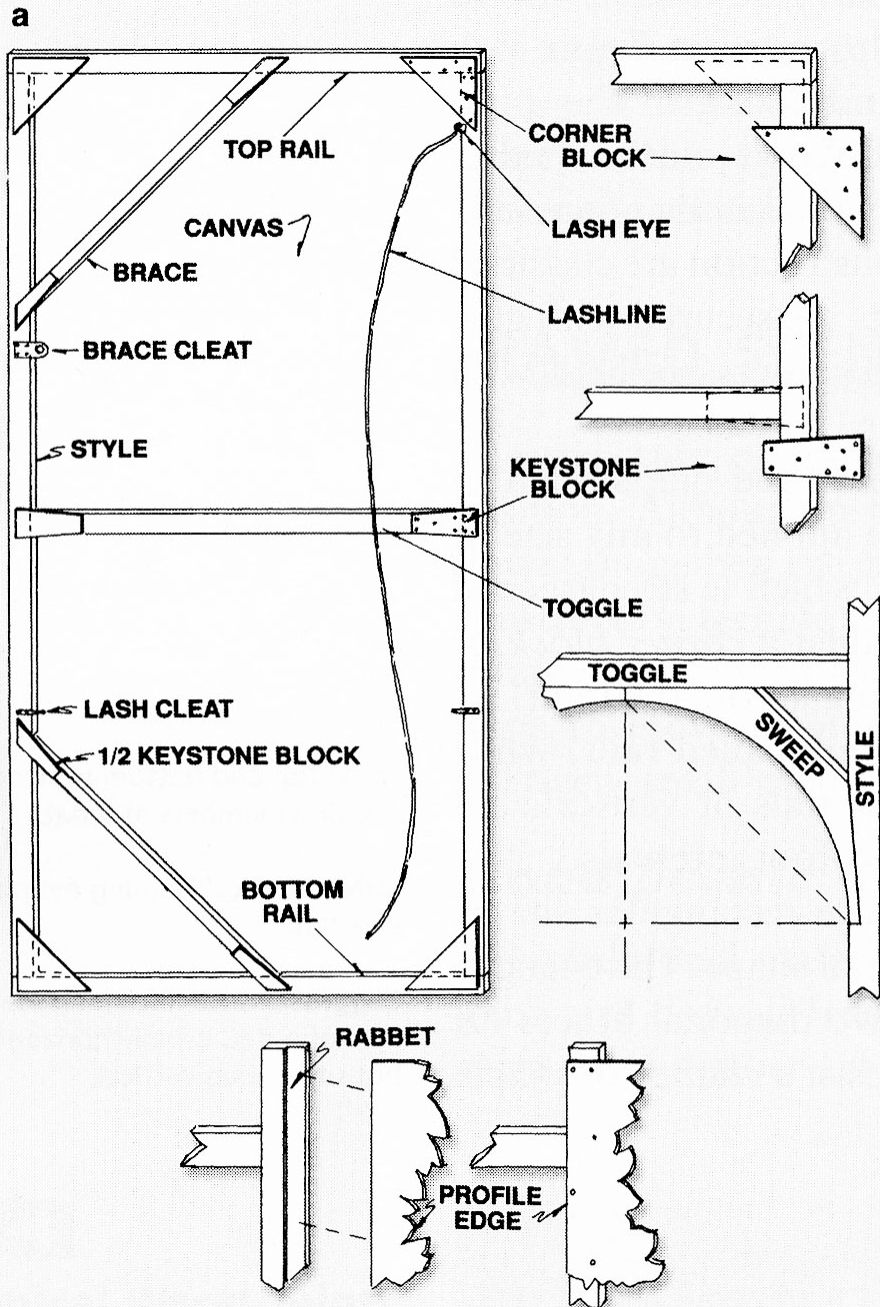 a
TOP RAIL
CORNER
BLOCK
CANVAS
LASH EYE
BRACE
LASHLINE
BRACE CLEAT
STYLE
KEYSTONE
BLOCK
TOGGLE
TOGGLE
SWEEP
STYLE
LASH CLEAT
1/2 KEYSTONE BLOCK
BOTTOM
RAIL
RABBET
PROFILE
EDGE